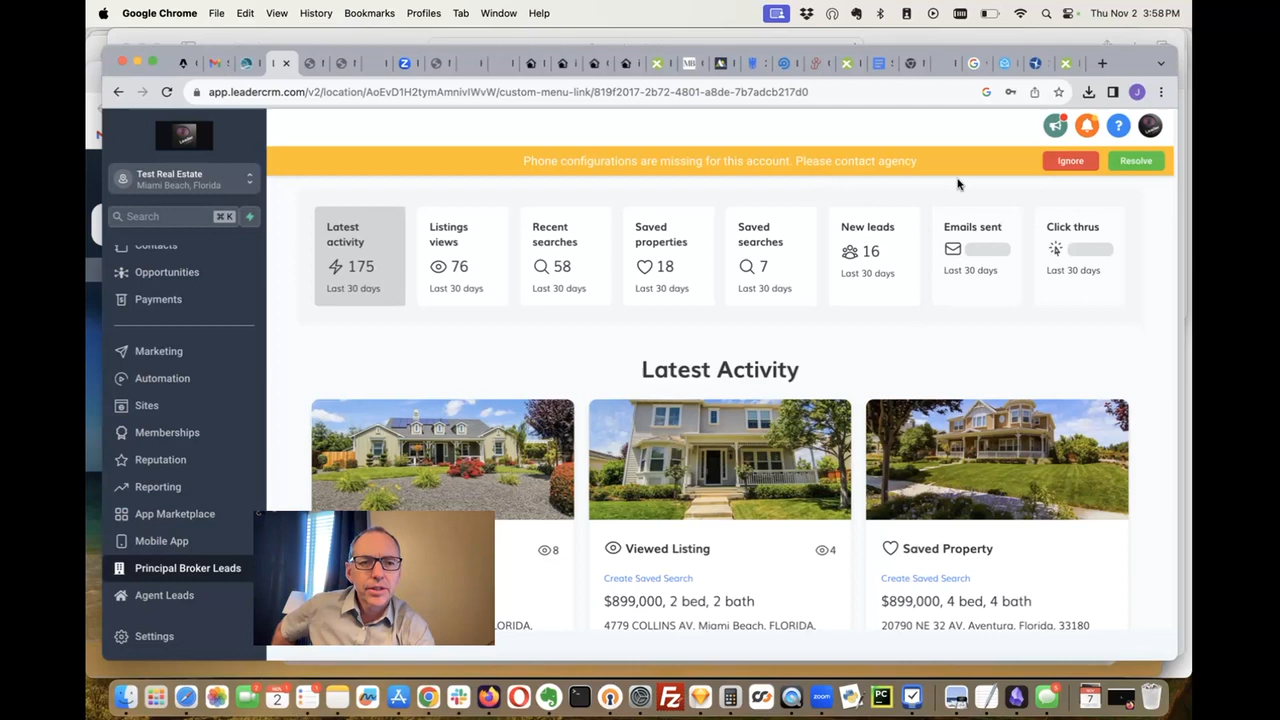 Google Chrome File Edit View History Bookmarks Profiles Tab Window Help
Thu Nov 2 3:58 PM
app.leadercrm.com/v2/location/AoEvD1H2tymAmnivIWvW/custom-menu-link/819f2017-2b72-4801-a8de-7b7adcb217d0
Phone configurations are missing for this account. Please contact agency
Ignore
Resolve
Test Real Estate
Miami Beach, Florida
Search
⌘ K
Contacts
Opportunities
Payments
Marketing
Automation
Sites
Memberships
Reputation
Reporting
App Marketplace
Mobile App
Principal Broker Leads
Agent Leads
Settings
Latest activity
175
Last 30 days
Listings views
76
Last 30 days
Recent searches
58
Last 30 days
Saved properties
18
Last 30 days
Saved searches
7
Last 30 days
New leads
16
Last 30 days
Emails sent
Last 30 days
Click thrus
Last 30 days
Latest Activity
8
ORIDA,
Viewed Listing
4
Create Saved Search
$899,000, 2 bed, 2 bath
4779 COLLINS AV, Miami Beach, FLORIDA,
Saved Property
Create Saved Search
$899,000, 4 bed, 4 bath
20790 NE 32 AV, Aventura, Florida, 33180